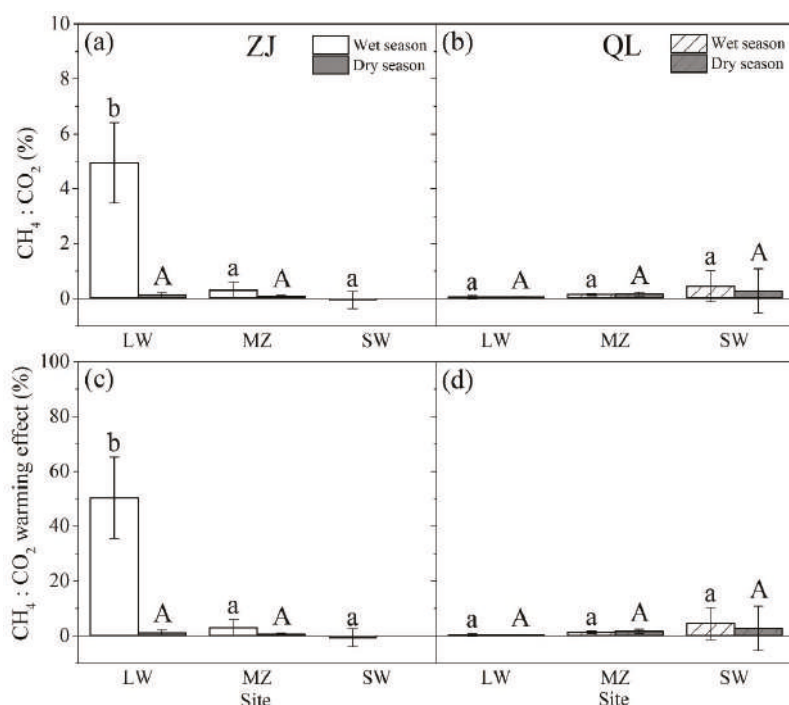 (a) ZJ
Wet season
Dry season
(b) QL
Wet season
Dry season
CH₄ : CO₂ (%)
10
8
6
4
2
0
b A a A a
a A a A a A
LW MZ SW LW MZ SW
(c)
(d)
CH₄ : CO₂ warming effect (%)
100
80
60
40
20
0
b A a A a
a A a A a A
LW MZ SW LW MZ SW
Site Site